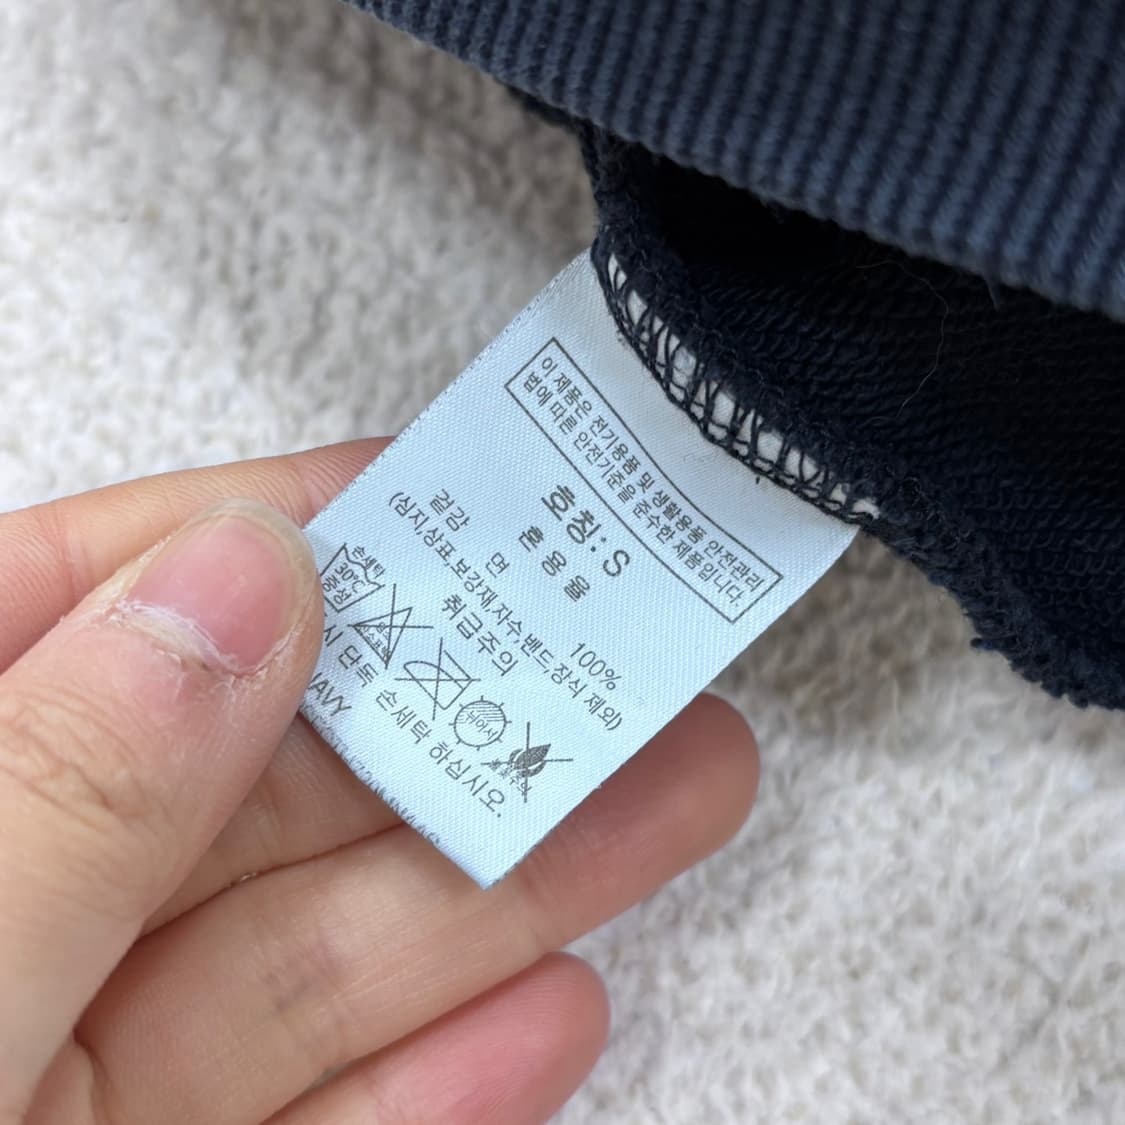 이 제품은 전기용품 및 생활용품 안전관리
법에 따른 안전기준을 준수한 제품입니다.
호칭: S
혼용율
겉감 면 100%
(심지,상표,보강재,자수,밴드,장식 제외)
취급주의
손세탁
30℃
중성
시 단독 손세탁 하십시오.
NAVY